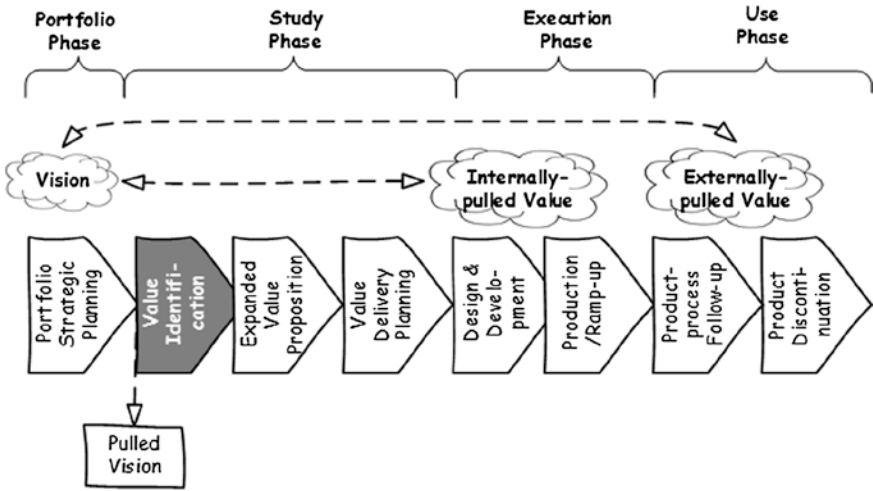 Portfolio
Phase
Study
Phase
Execution
Phase
Use
Phase
Vision
Internally-
pulled Value
Externally-
pulled Value
Portfolio
Strategic
Planning
Value
Identifi-
cation
Expanded
Value
Proposition
Value
Delivery
Planning
Design &
Develo-
pment
Production
/Ramp-up
Product-
process
Follow-up
Product
Disconti-
nuation
Pulled
Vision